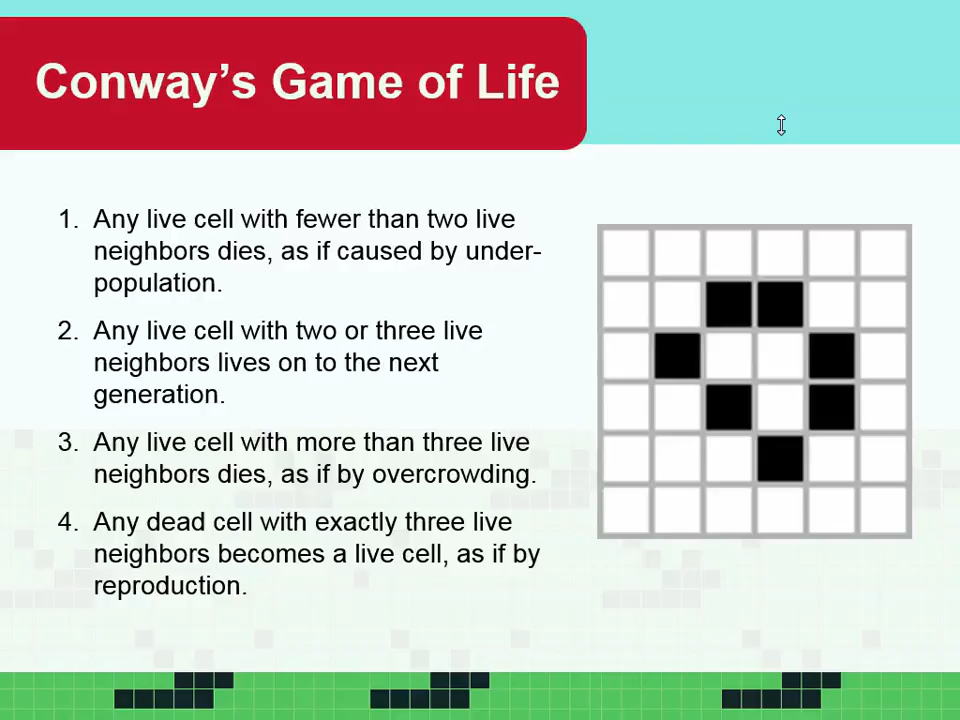 Conway’s Game of Life
1. Any live cell with fewer than two live
neighbors dies, as if caused by under-
population.
2. Any live cell with two or three live
neighbors lives on to the next
generation.
3. Any live cell with more than three live
neighbors dies, as if by overcrowding.
4. Any dead cell with exactly three live
neighbors becomes a live cell, as if by
reproduction.